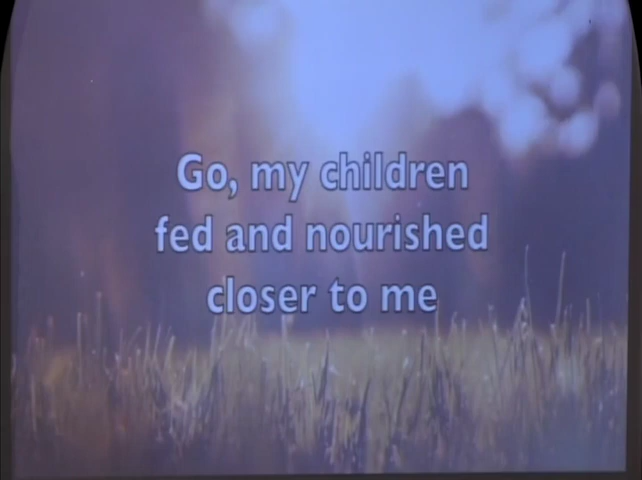 Go, my children
fed and nourished
closer to me